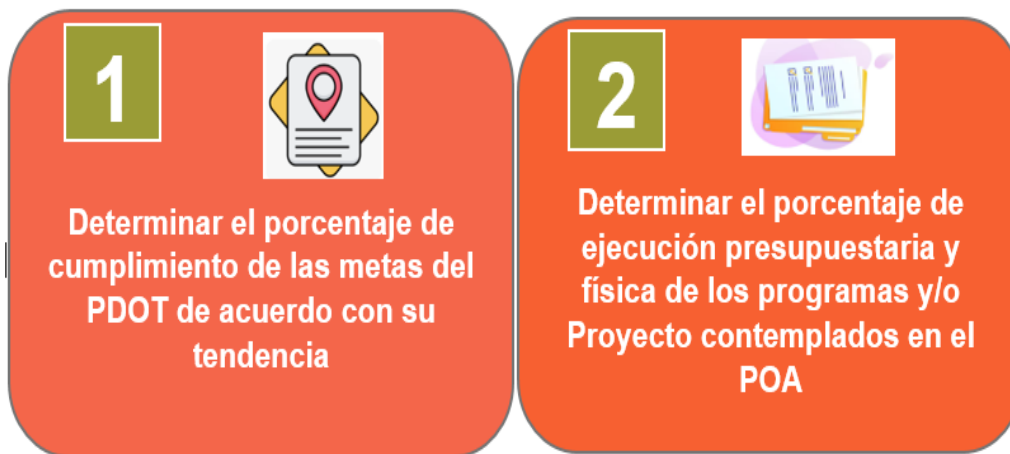 1
Determinar el porcentaje de
cumplimiento de las metas del
PDOT de acuerdo con su
tendencia
2
Determinar el porcentaje de
ejecución presupuestaria y
física de los programas y/o
Proyecto contemplados en el
POA